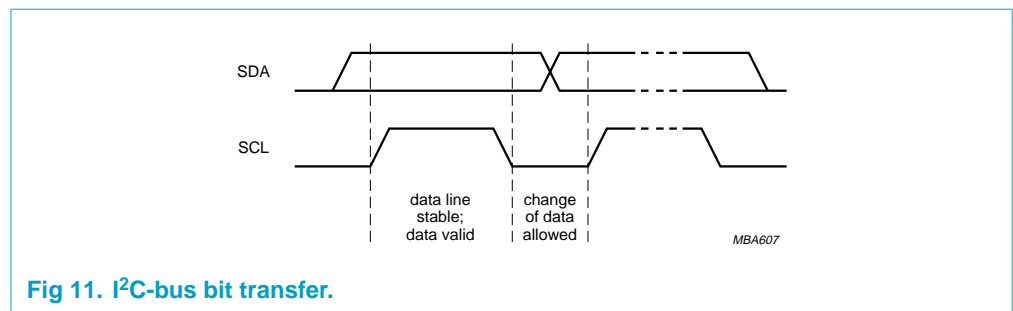 SDA
SCL
data line
stable;
data valid
change
of data
allowed
MBA607
Fig 11. I²C-bus bit transfer.